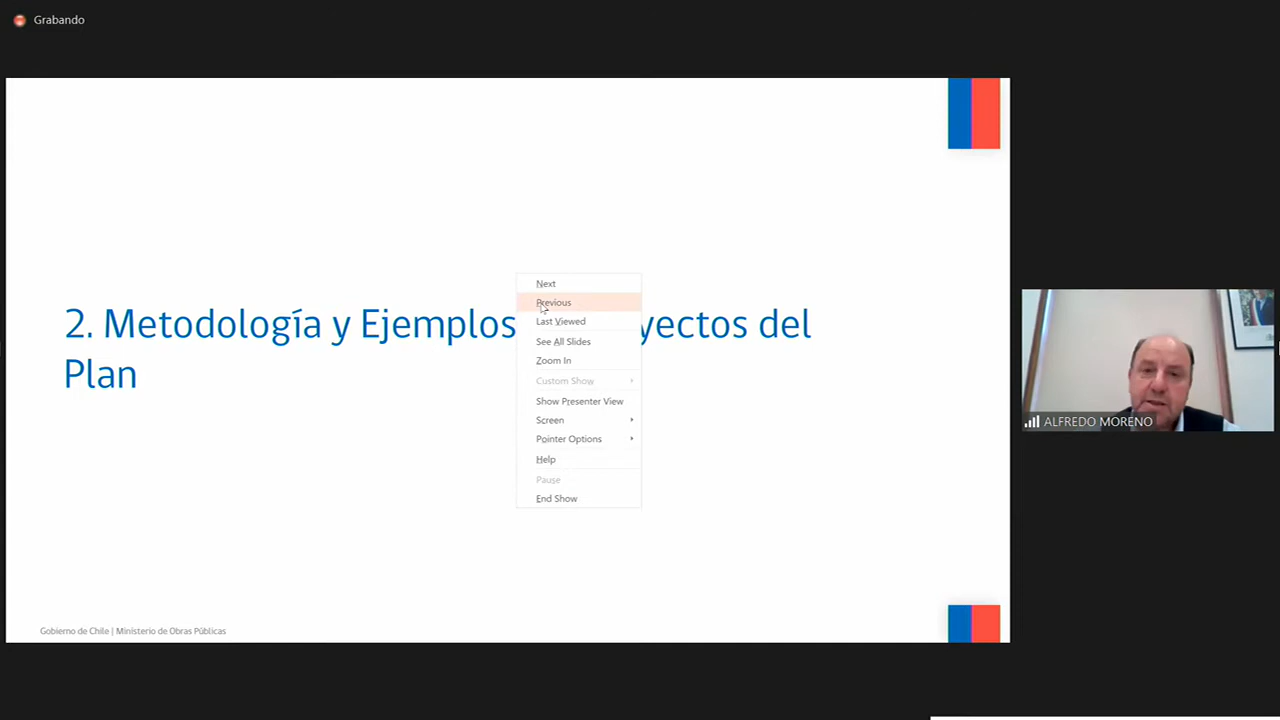 Grabando
2. Metodología y Ejemplos yectos del
Plan
Next
Previous
Last Viewed
See All Slides
Zoom In
Custom Show
Show Presenter View
Screen
Pointer Options
Help
Pause
End Show
ALFREDO MORENO
Gobierno de Chile | Ministerio de Obras Públicas